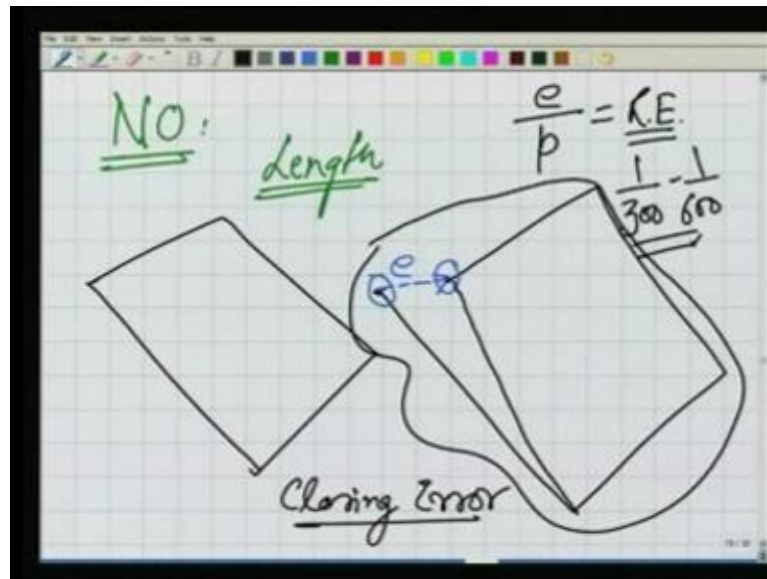 NO:
Length
e/p = R.E.
1/300 - 1/600
e
Closing Error